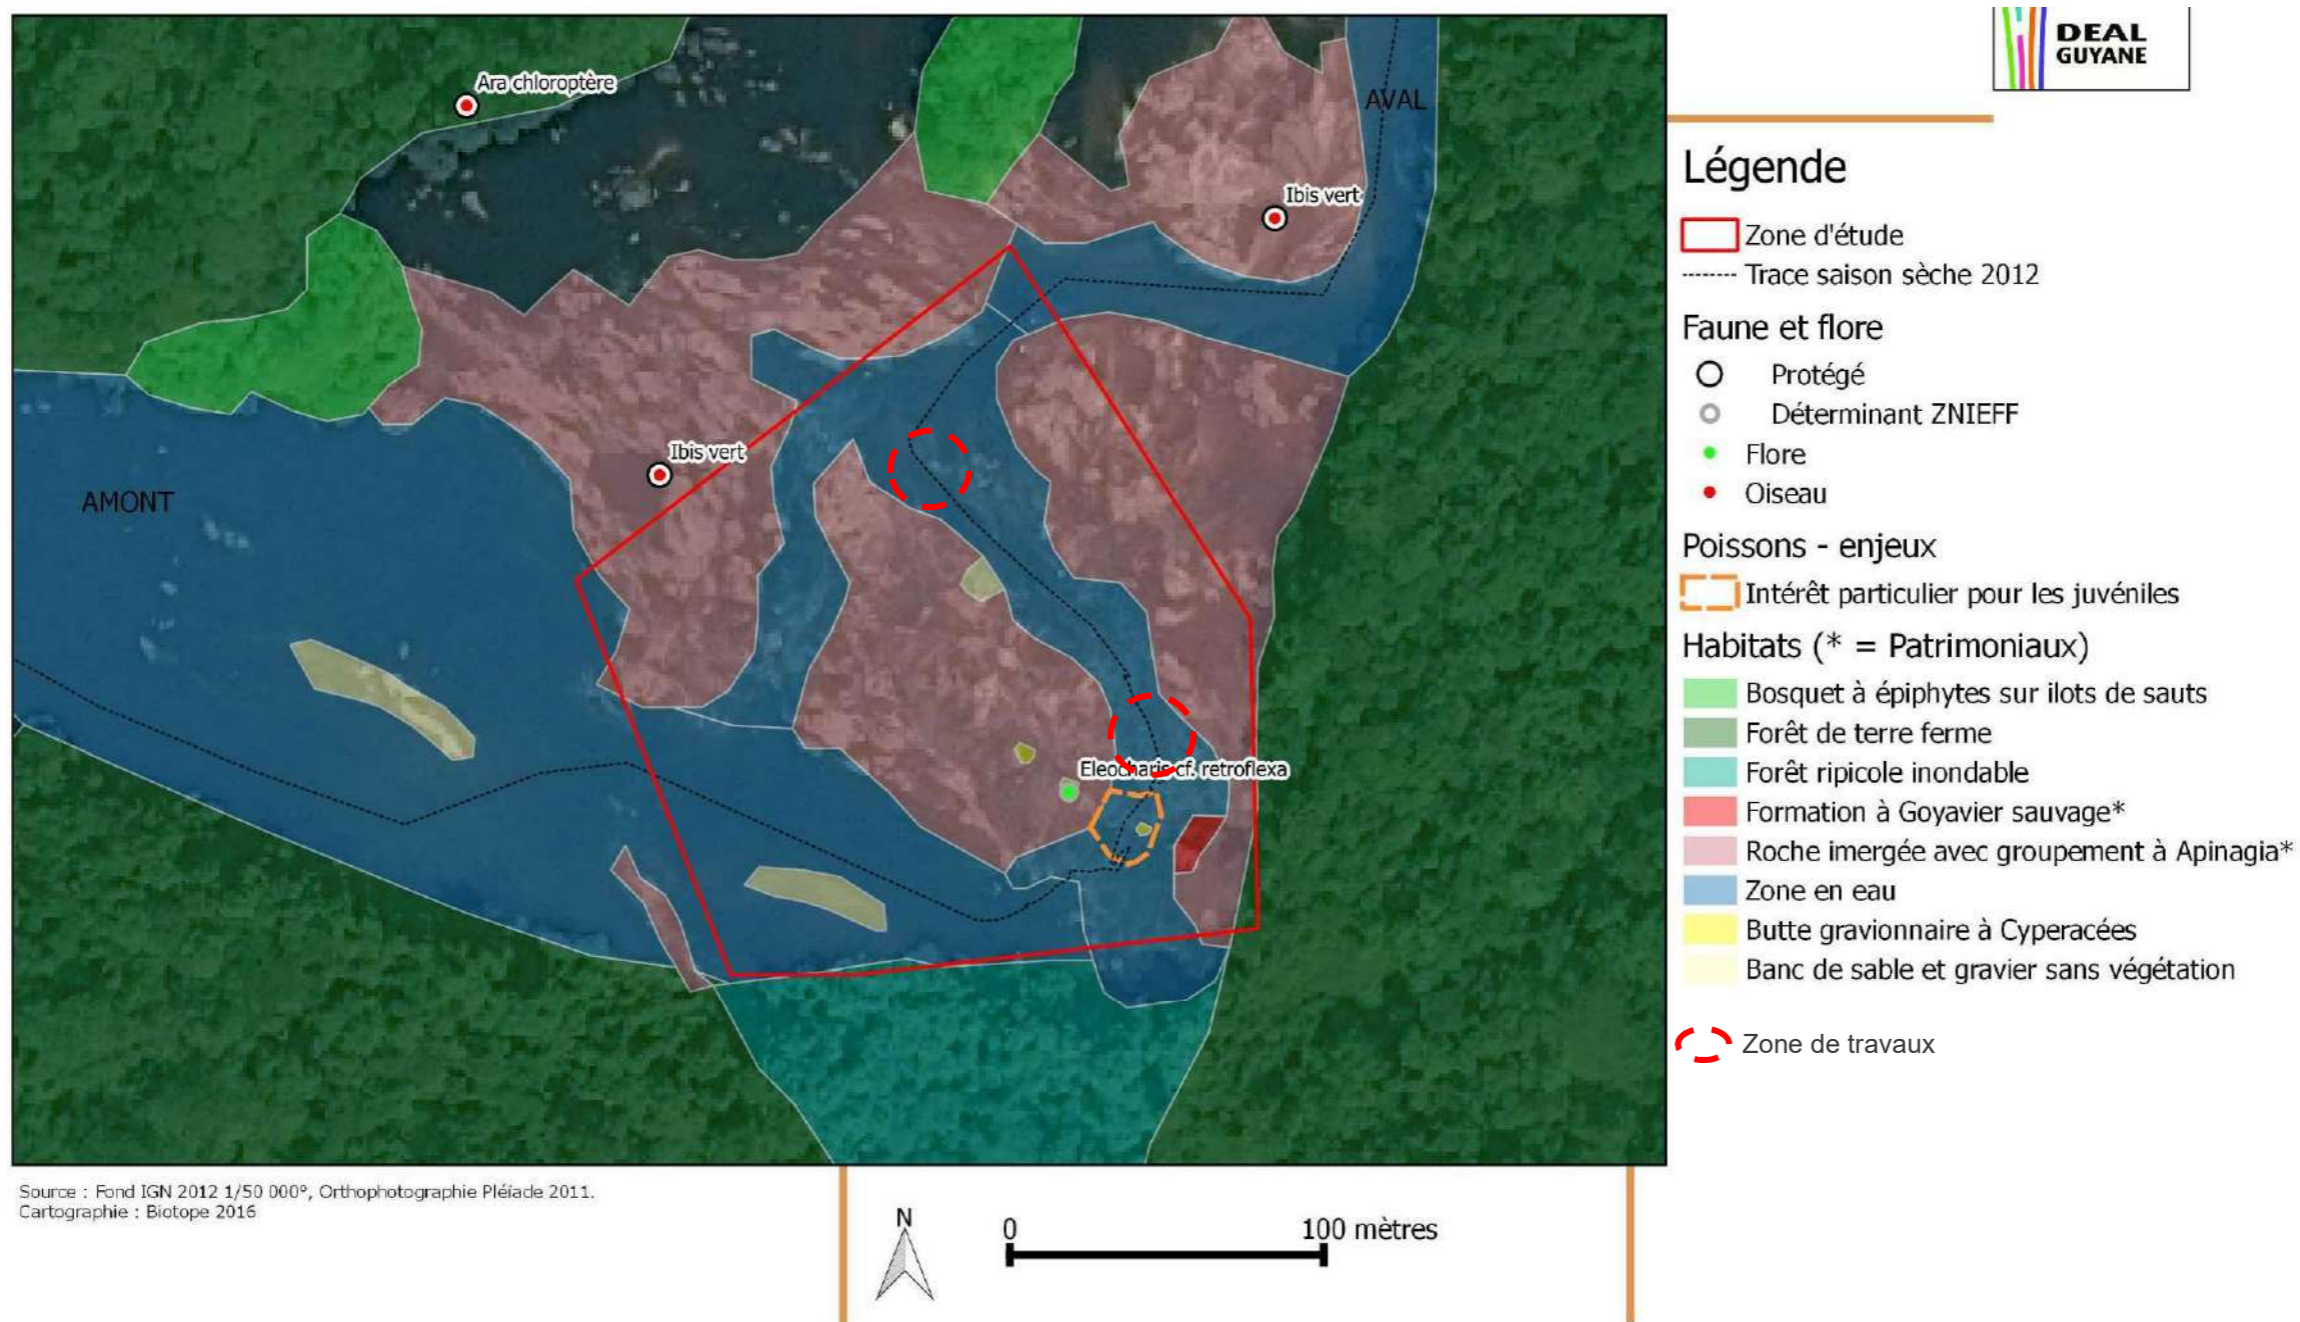 DEAL
GUYANE
Ara chloroptère
AVAL
Ibis vert
Ibis vert
AMONT
Eleocharis cf. retroflexa
Légende
Zone d'étude
Trace saison sèche 2012
Faune et flore
Protégé
Déterminant ZNIEFF
Flore
Oiseau
Poissons - enjeux
Intérêt particulier pour les juvéniles
Habitats (* = Patrimoniaux)
Bosquet à épiphytes sur ilots de sauts
Forêt de terre ferme
Forêt ripicole inondable
Formation à Goyavier sauvage*
Roche imergée avec groupement à Apinagia*
Zone en eau
Butte gravionnaire à Cyperacées
Banc de sable et gravier sans végétation
Zone de travaux
Source : Fond IGN 2012 1/50 000°, Orthophotographie Pléiade 2011.
Cartographie : Biotope 2016
N
0 100 mètres